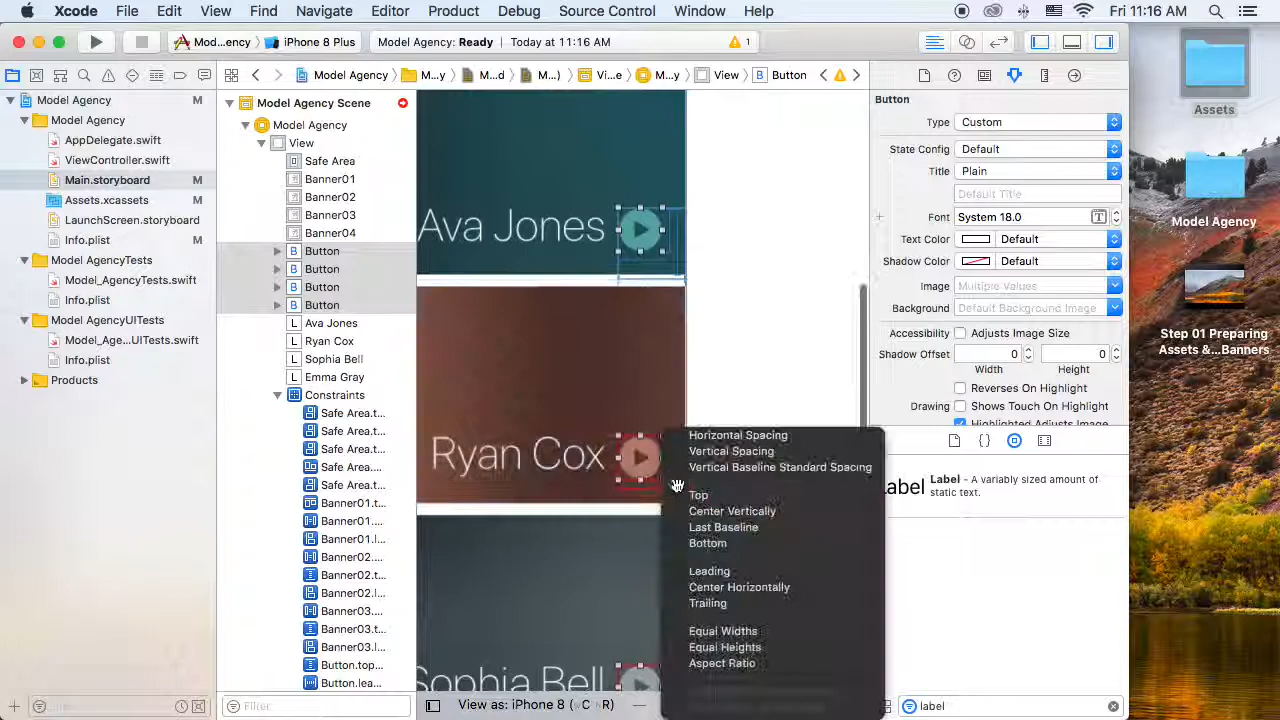 Xcode File Edit View Find Navigate Editor Product Debug Source Control Window Help Fri 11:16 AM
Mod...ency iPhone 8 Plus Model Agency: Ready Today at 11:16 AM 1
Model Agency M...y M...d M...) Vi...e M...y View B Button
Model Agency M
Model Agency
AppDelegate.swift
ViewController.swift
Main.storyboard M
Assets.xcassets M
LaunchScreen.storyboard
Info.plist M
Model AgencyTests
Model_AgencyTests.swift
Info.plist
Model AgencyUITests
Model_Age...UITests.swift
Info.plist
Products
Model Agency Scene
Model Agency
View
Safe Area
Banner01
Banner02
Banner03
Banner04
B Button
B Button
B Button
B Button
L Ava Jones
L Ryan Cox
L Sophia Bell
L Emma Gray
Constraints
Safe Area.t...
Safe Area.t...
Safe Area.t...
Safe Area....
Safe Area.t...
Banner01.t...
Banner01....
Banner01.l...
Banner02....
Banner02.t...
Banner02.l...
Banner03....
Banner03.t...
Banner03.l...
Button.top...
Button.lea...
Filter
Ava Jones
Ryan Cox
Sophia Bell
View as: iPhone 8 (wC hR)
Horizontal Spacing
Vertical Spacing
Vertical Baseline Standard Spacing
Top
Center Vertically
Last Baseline
Bottom
Leading
Center Horizontally
Trailing
Equal Widths
Equal Heights
Aspect Ratio
Button
Type Custom
State Config Default
Title Plain
Default Title
Font System 18.0 T
Text Color Default
Shadow Color Default
Image Multiple Values
Background Default Background Image
Accessibility Adjusts Image Size
Shadow Offset 0 0
Width Height
Reverses On Highlight
Drawing Shows Touch On Highlight
Highlighted Adjusts Image
Label
Label - A variably sized amount of
static text.
label
Assets
Model Agency
Step 01 Preparing
Assets &...Banners